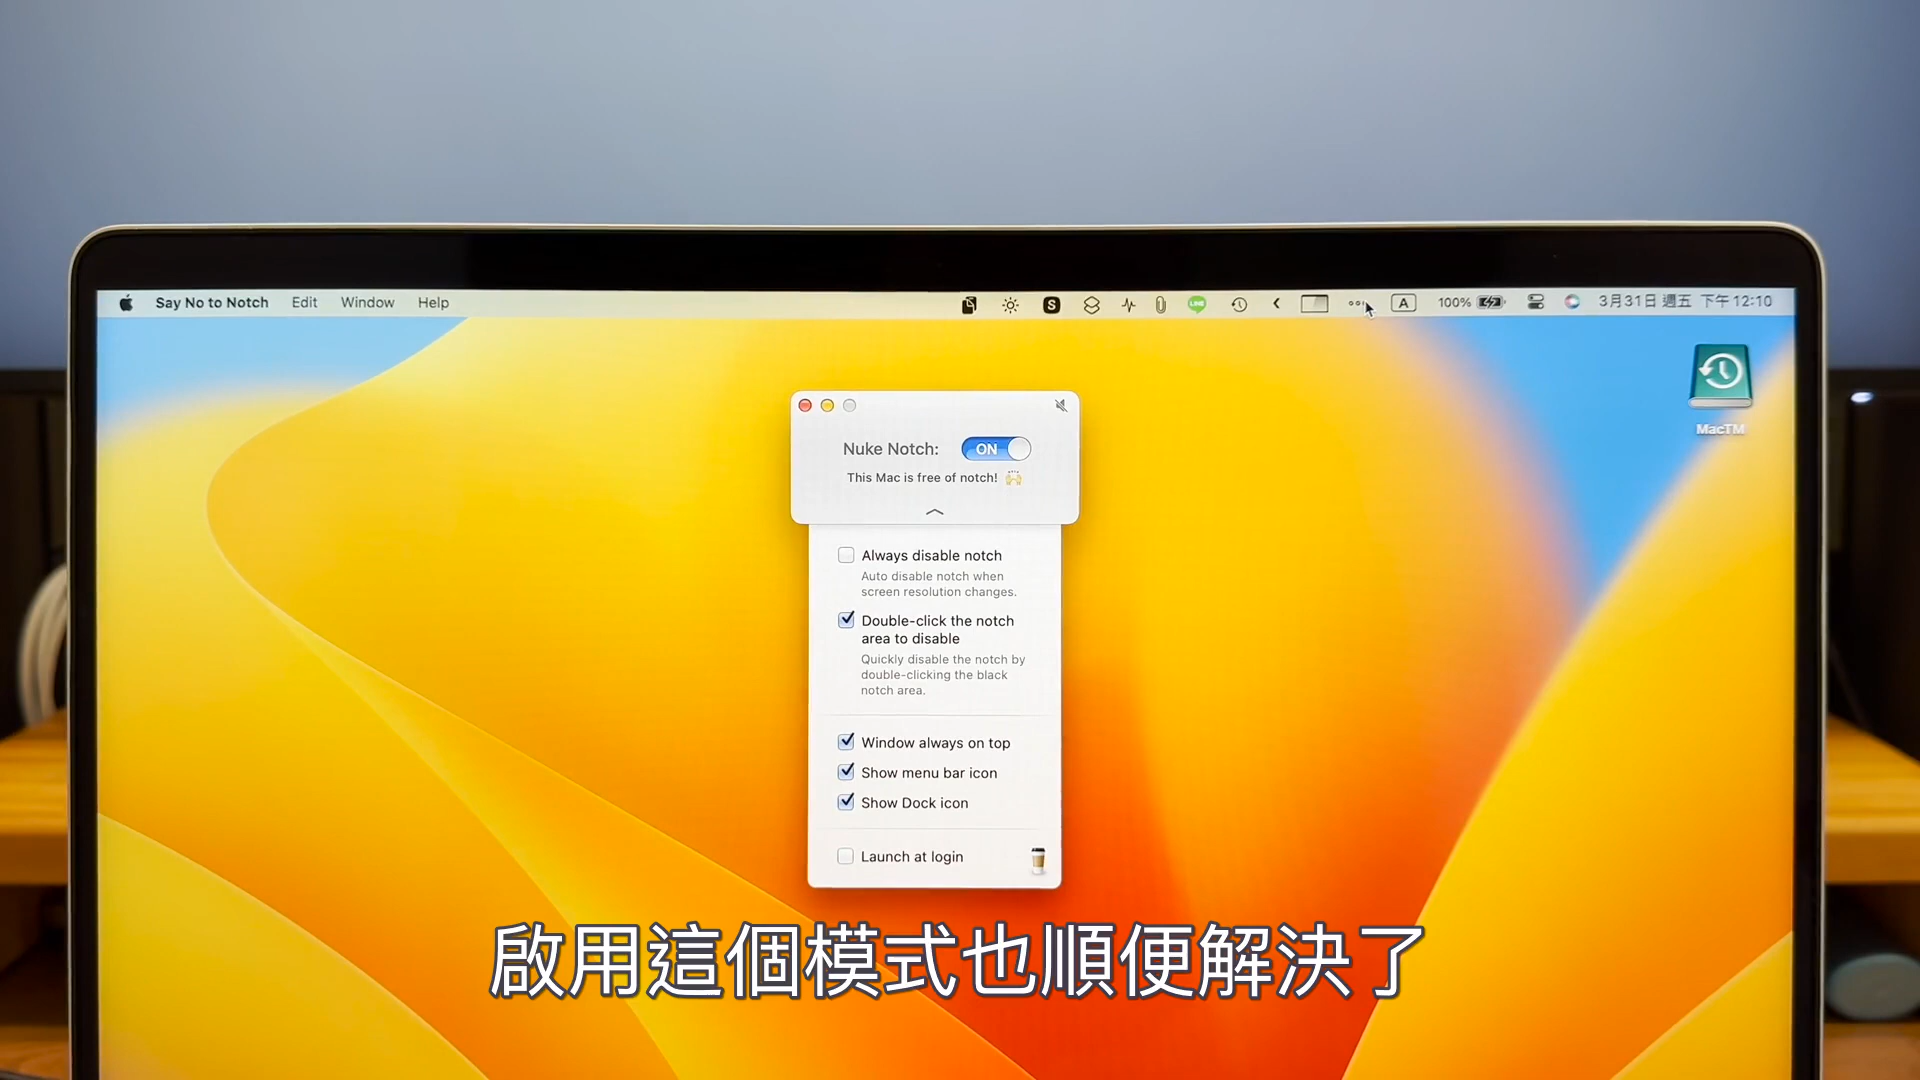 Say No to Notch Edit Window Help
S LINE A 100% 3月31日 週五 下午12:10
MacTM
Nuke Notch: ON
This Mac is free of notch!
Always disable notch
Auto disable notch when
screen resolution changes.
Double-click the notch
area to disable
Quickly disable the notch by
double-clicking the black
notch area.
Window always on top
Show menu bar icon
Show Dock icon
Launch at login
啟用這個模式也順便解決了